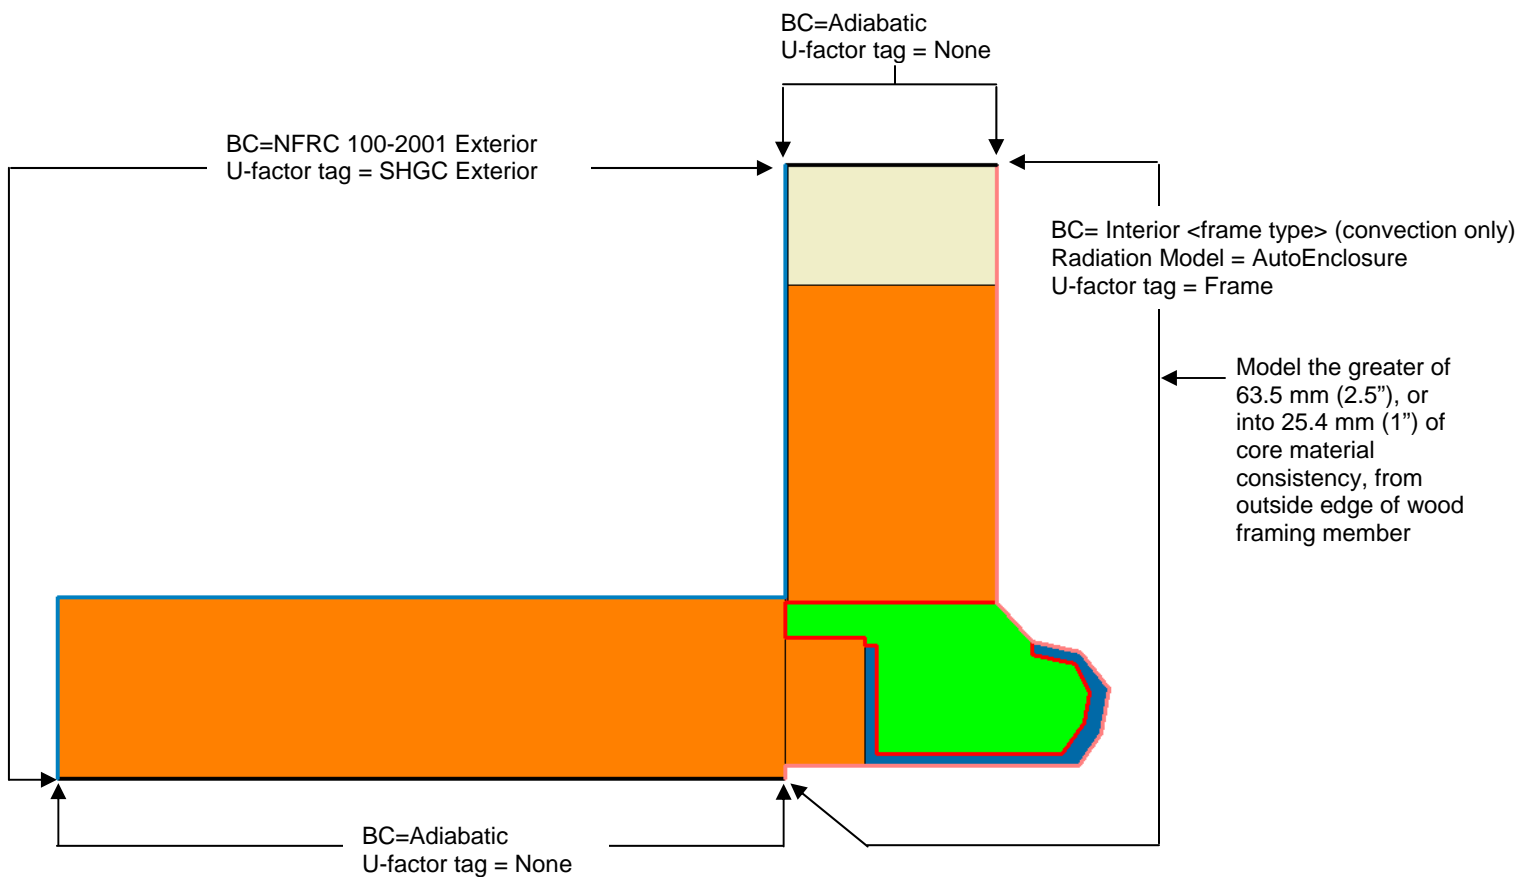 BC=Adiabatic
U-factor tag = None
BC=NFRC 100-2001 Exterior
U-factor tag = SHGC Exterior
BC= Interior <frame type> (convection only)
Radiation Model = AutoEnclosure
U-factor tag = Frame
Model the greater of
63.5 mm (2.5”), or
into 25.4 mm (1”) of
core material
consistency, from
outside edge of wood
framing member
BC=Adiabatic
U-factor tag = None